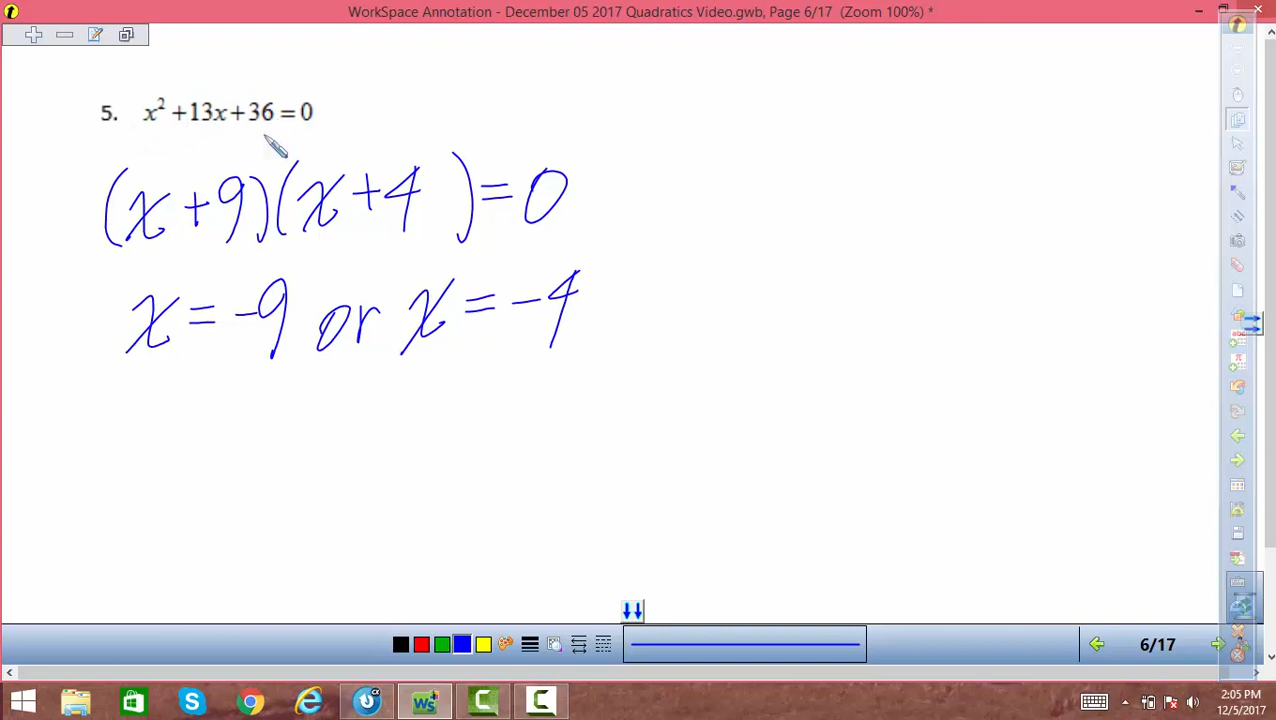 WorkSpace Annotation - December 05 2017 Quadratics Video.gwb, Page 6/17 (Zoom 100%) *
5. x² +13x+36 = 0
(x+9)(x+4)=0
x = -9 or x = -4
6/17
2:05 PM
12/5/2017